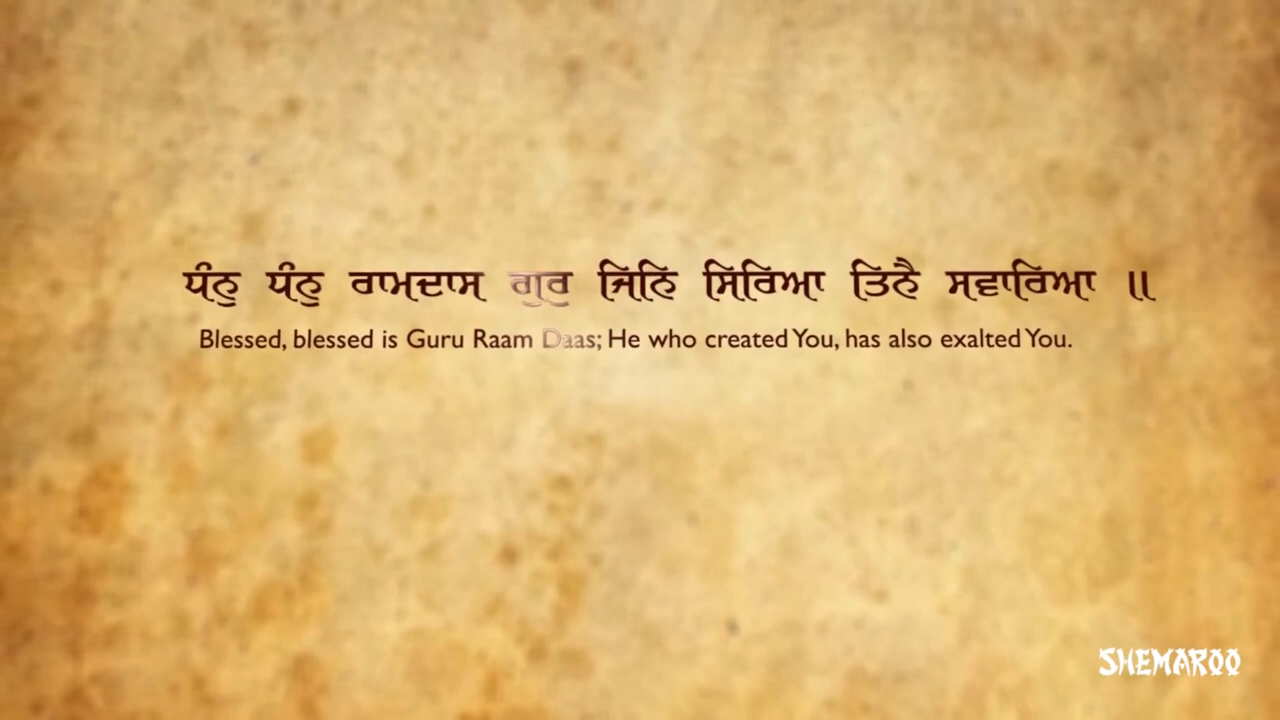 ਧੰਨੁ ਧੰਨੁ ਰਾਮਦਾਸ ਗੁਰੁ ਜਿਨਿ ਸਿਰਿਆ ਤਿਨੈ ਸਵਾਰਿਆ ॥
Blessed, blessed is Guru Raam Daas; He who created You, has also exalted You.
SHEMAROO